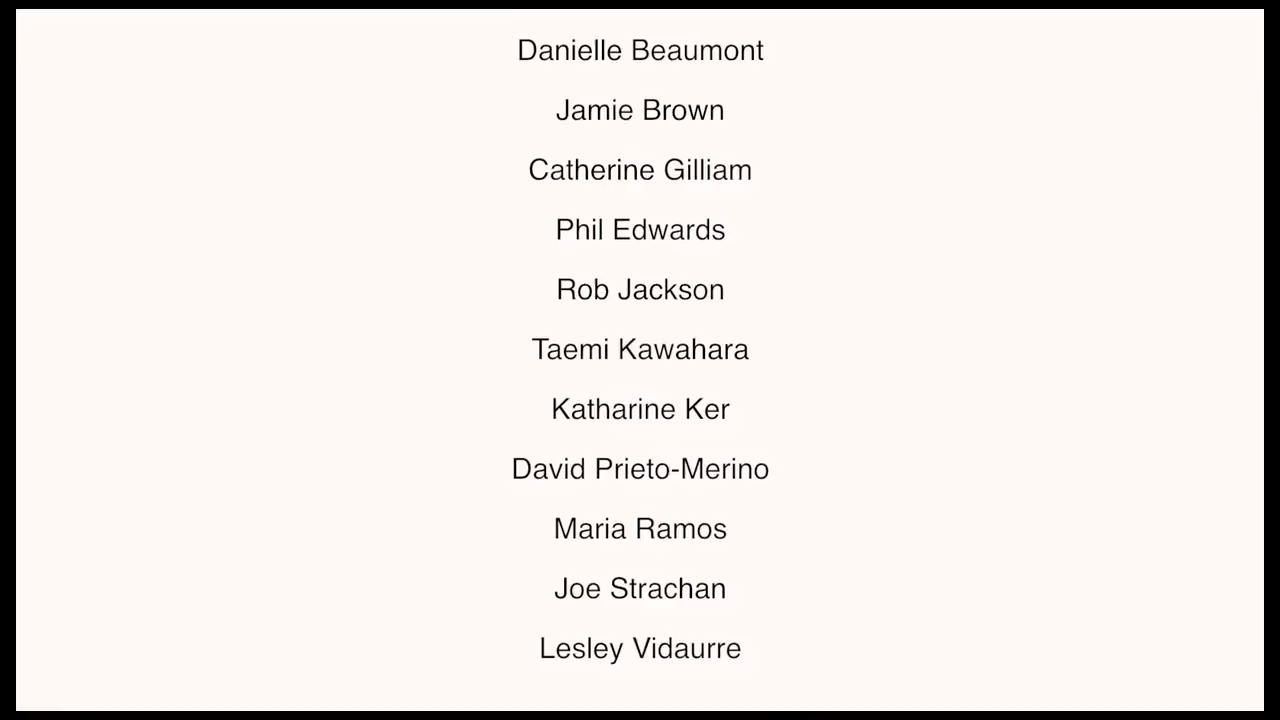 Danielle Beaumont
Jamie Brown
Catherine Gilliam
Phil Edwards
Rob Jackson
Taemi Kawahara
Katharine Ker
David Prieto-Merino
Maria Ramos
Joe Strachan
Lesley Vidaurre